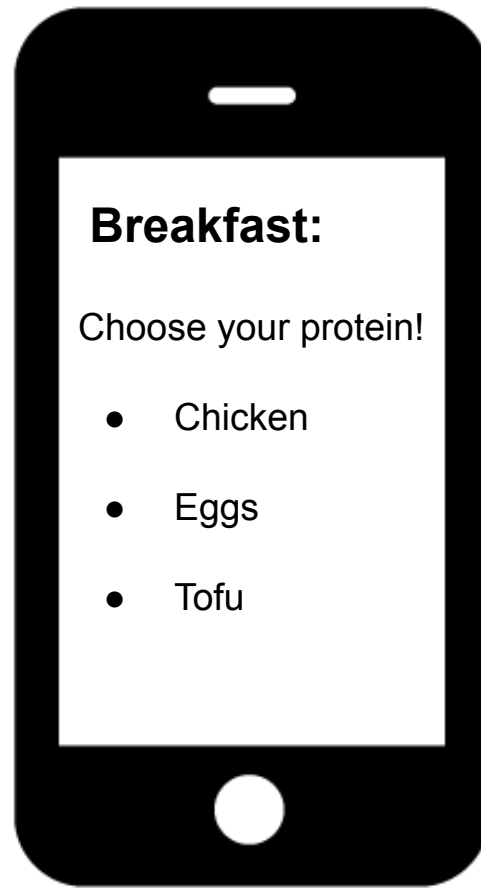 Breakfast:
Choose your protein!
● Chicken
● Eggs
● Tofu